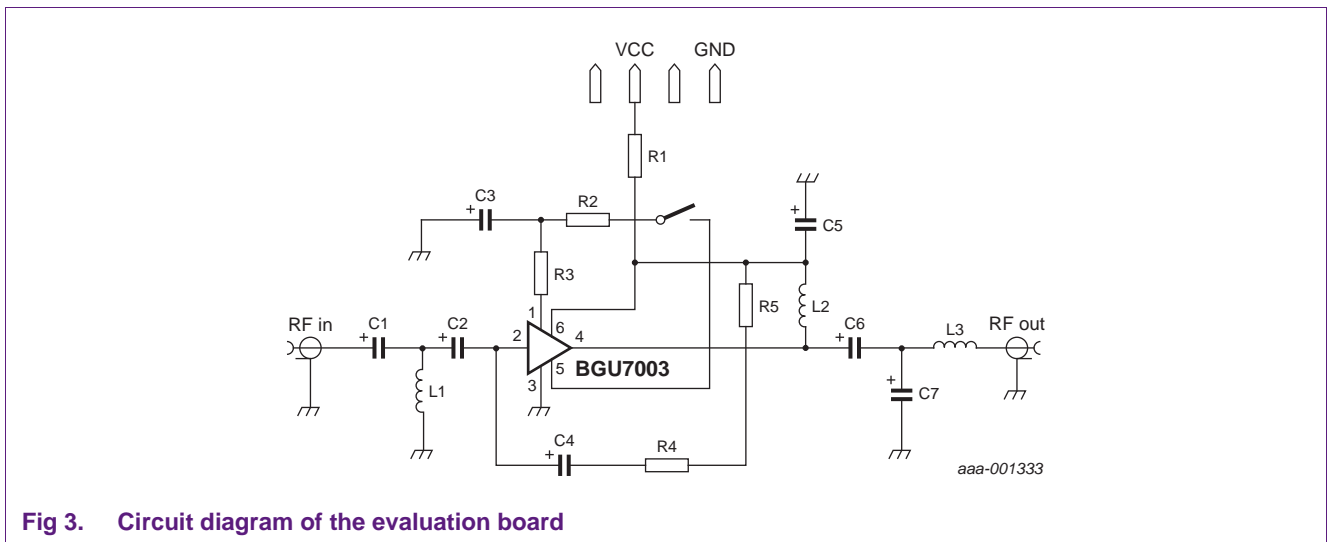 VCC GND
R1
C3
+
R2
+
C5
R3
R5
L2
RF in
C1
+
C2
+
1
2
6
4
5
3
BGU7003
C6
+
L3
RF out
L1
+
C7
C4
+
R4
aaa-001333
Fig 3. Circuit diagram of the evaluation board